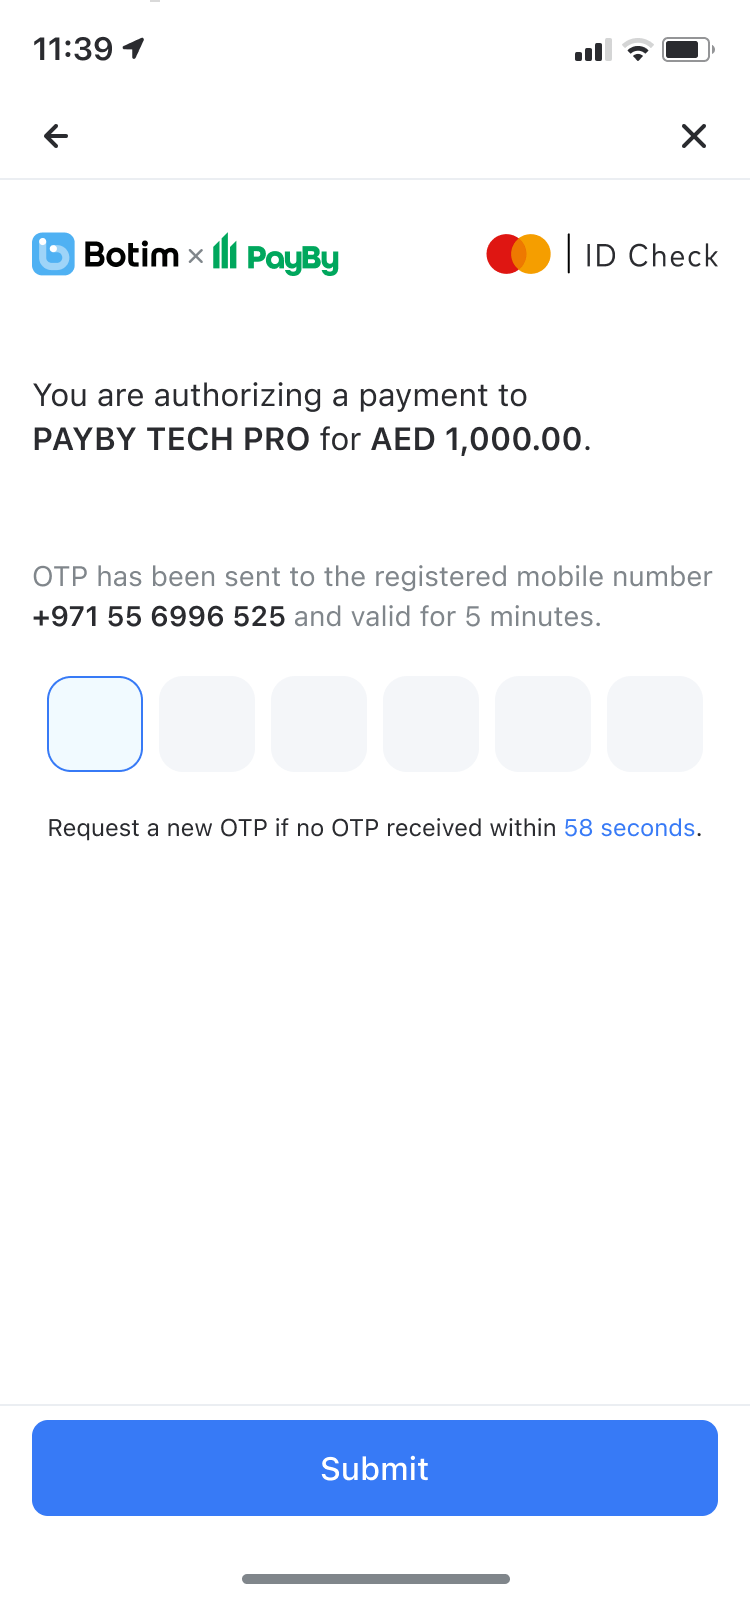 11:39
Botim × PayBy
ID Check
You are authorizing a payment to
PAYBY TECH PRO for AED 1,000.00.
OTP has been sent to the registered mobile number
+971 55 6996 525 and valid for 5 minutes.
Request a new OTP if no OTP received within 58 seconds.
Submit